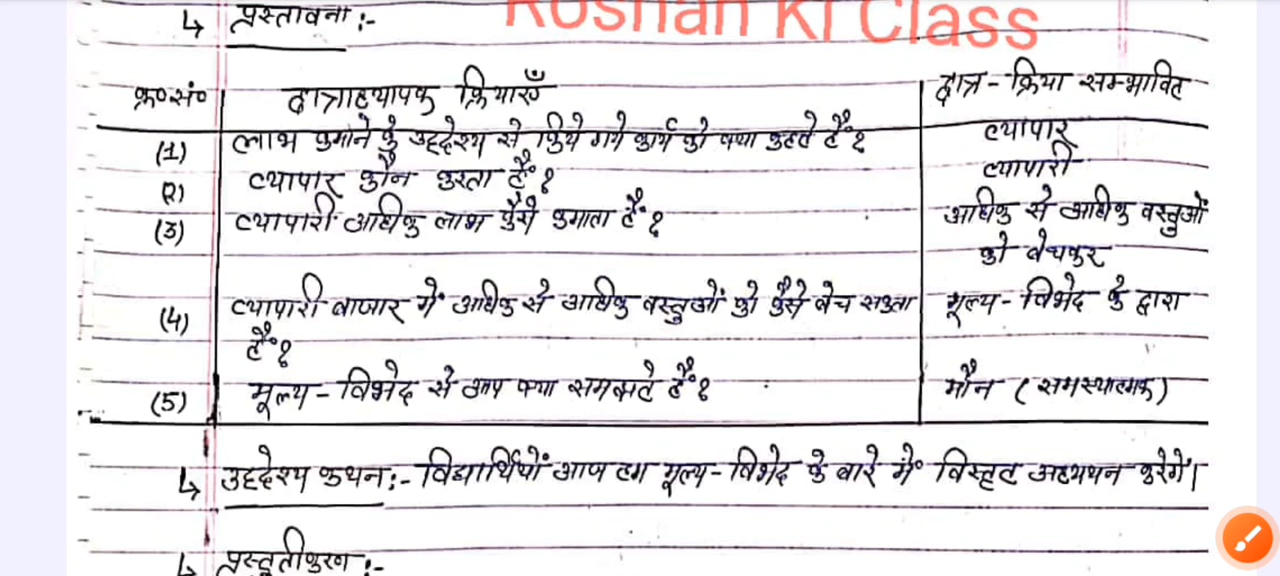 Roshan Ki Class
↳ प्रस्तावना :-
क्र०सं० छात्राध्यापक क्रियाएँ छात्र - क्रिया सम्भावित
(1) लाभ कमाने के उद्देश्य से किये गये कार्य को क्या कहते हैं? व्यापार
(2) व्यापार कौन करता है? व्यापारी
(3) व्यापारी अधिक लाभ कैसे कमाता है? अधिक से अधिक वस्तुओं
को बेचकर
(4) व्यापारी बाजार में अधिक से अधिक वस्तुओं को कैसे बेच सकता मूल्य - विभेद के द्वारा
है?
(5) मूल्य - विभेद से आप क्या समझते हैं? मौन (समस्यात्मक)
↳ उद्देश्य कथन :- विद्यार्थियों आज हम मूल्य - विभेद के बारे में विस्तृत अध्ययन करेगें।
↳ प्रस्तुतीकरण :-